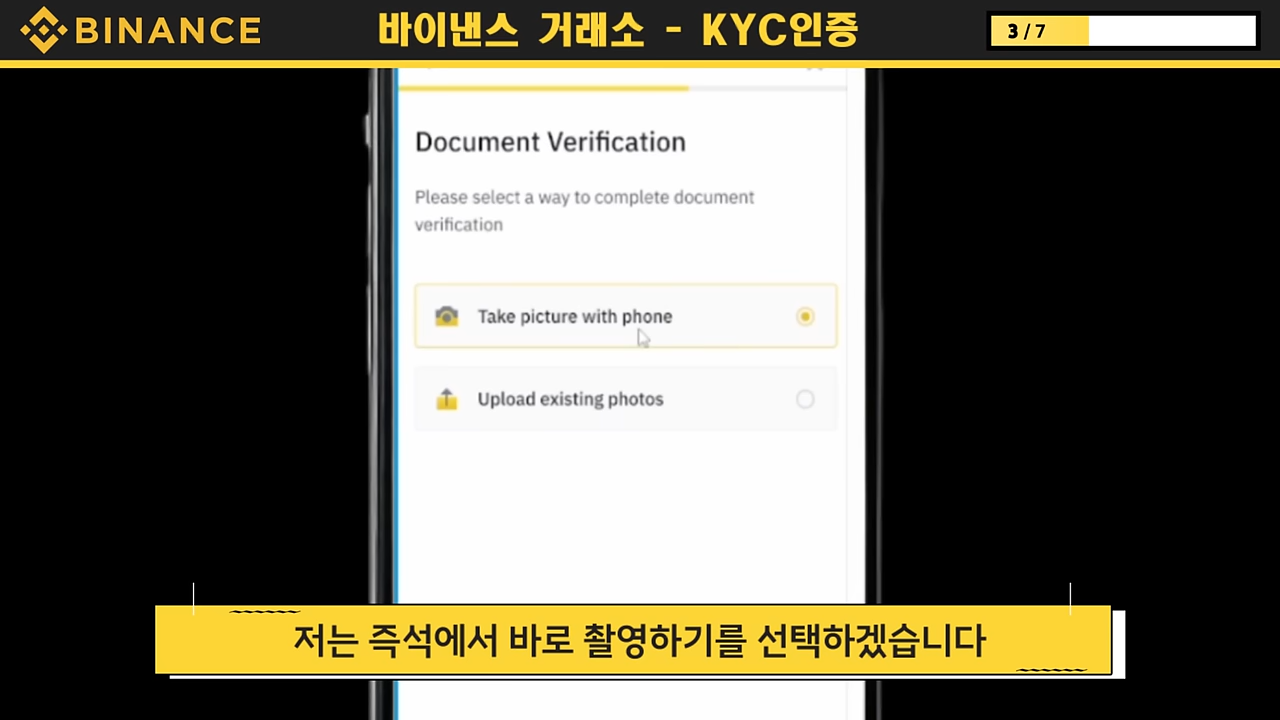 BINANCE
바이낸스 거래소 - KYC인증
3 / 7
Document Verification
Please select a way to complete document
verification
Take picture with phone
Upload existing photos
저는 즉석에서 바로 촬영하기를 선택하겠습니다